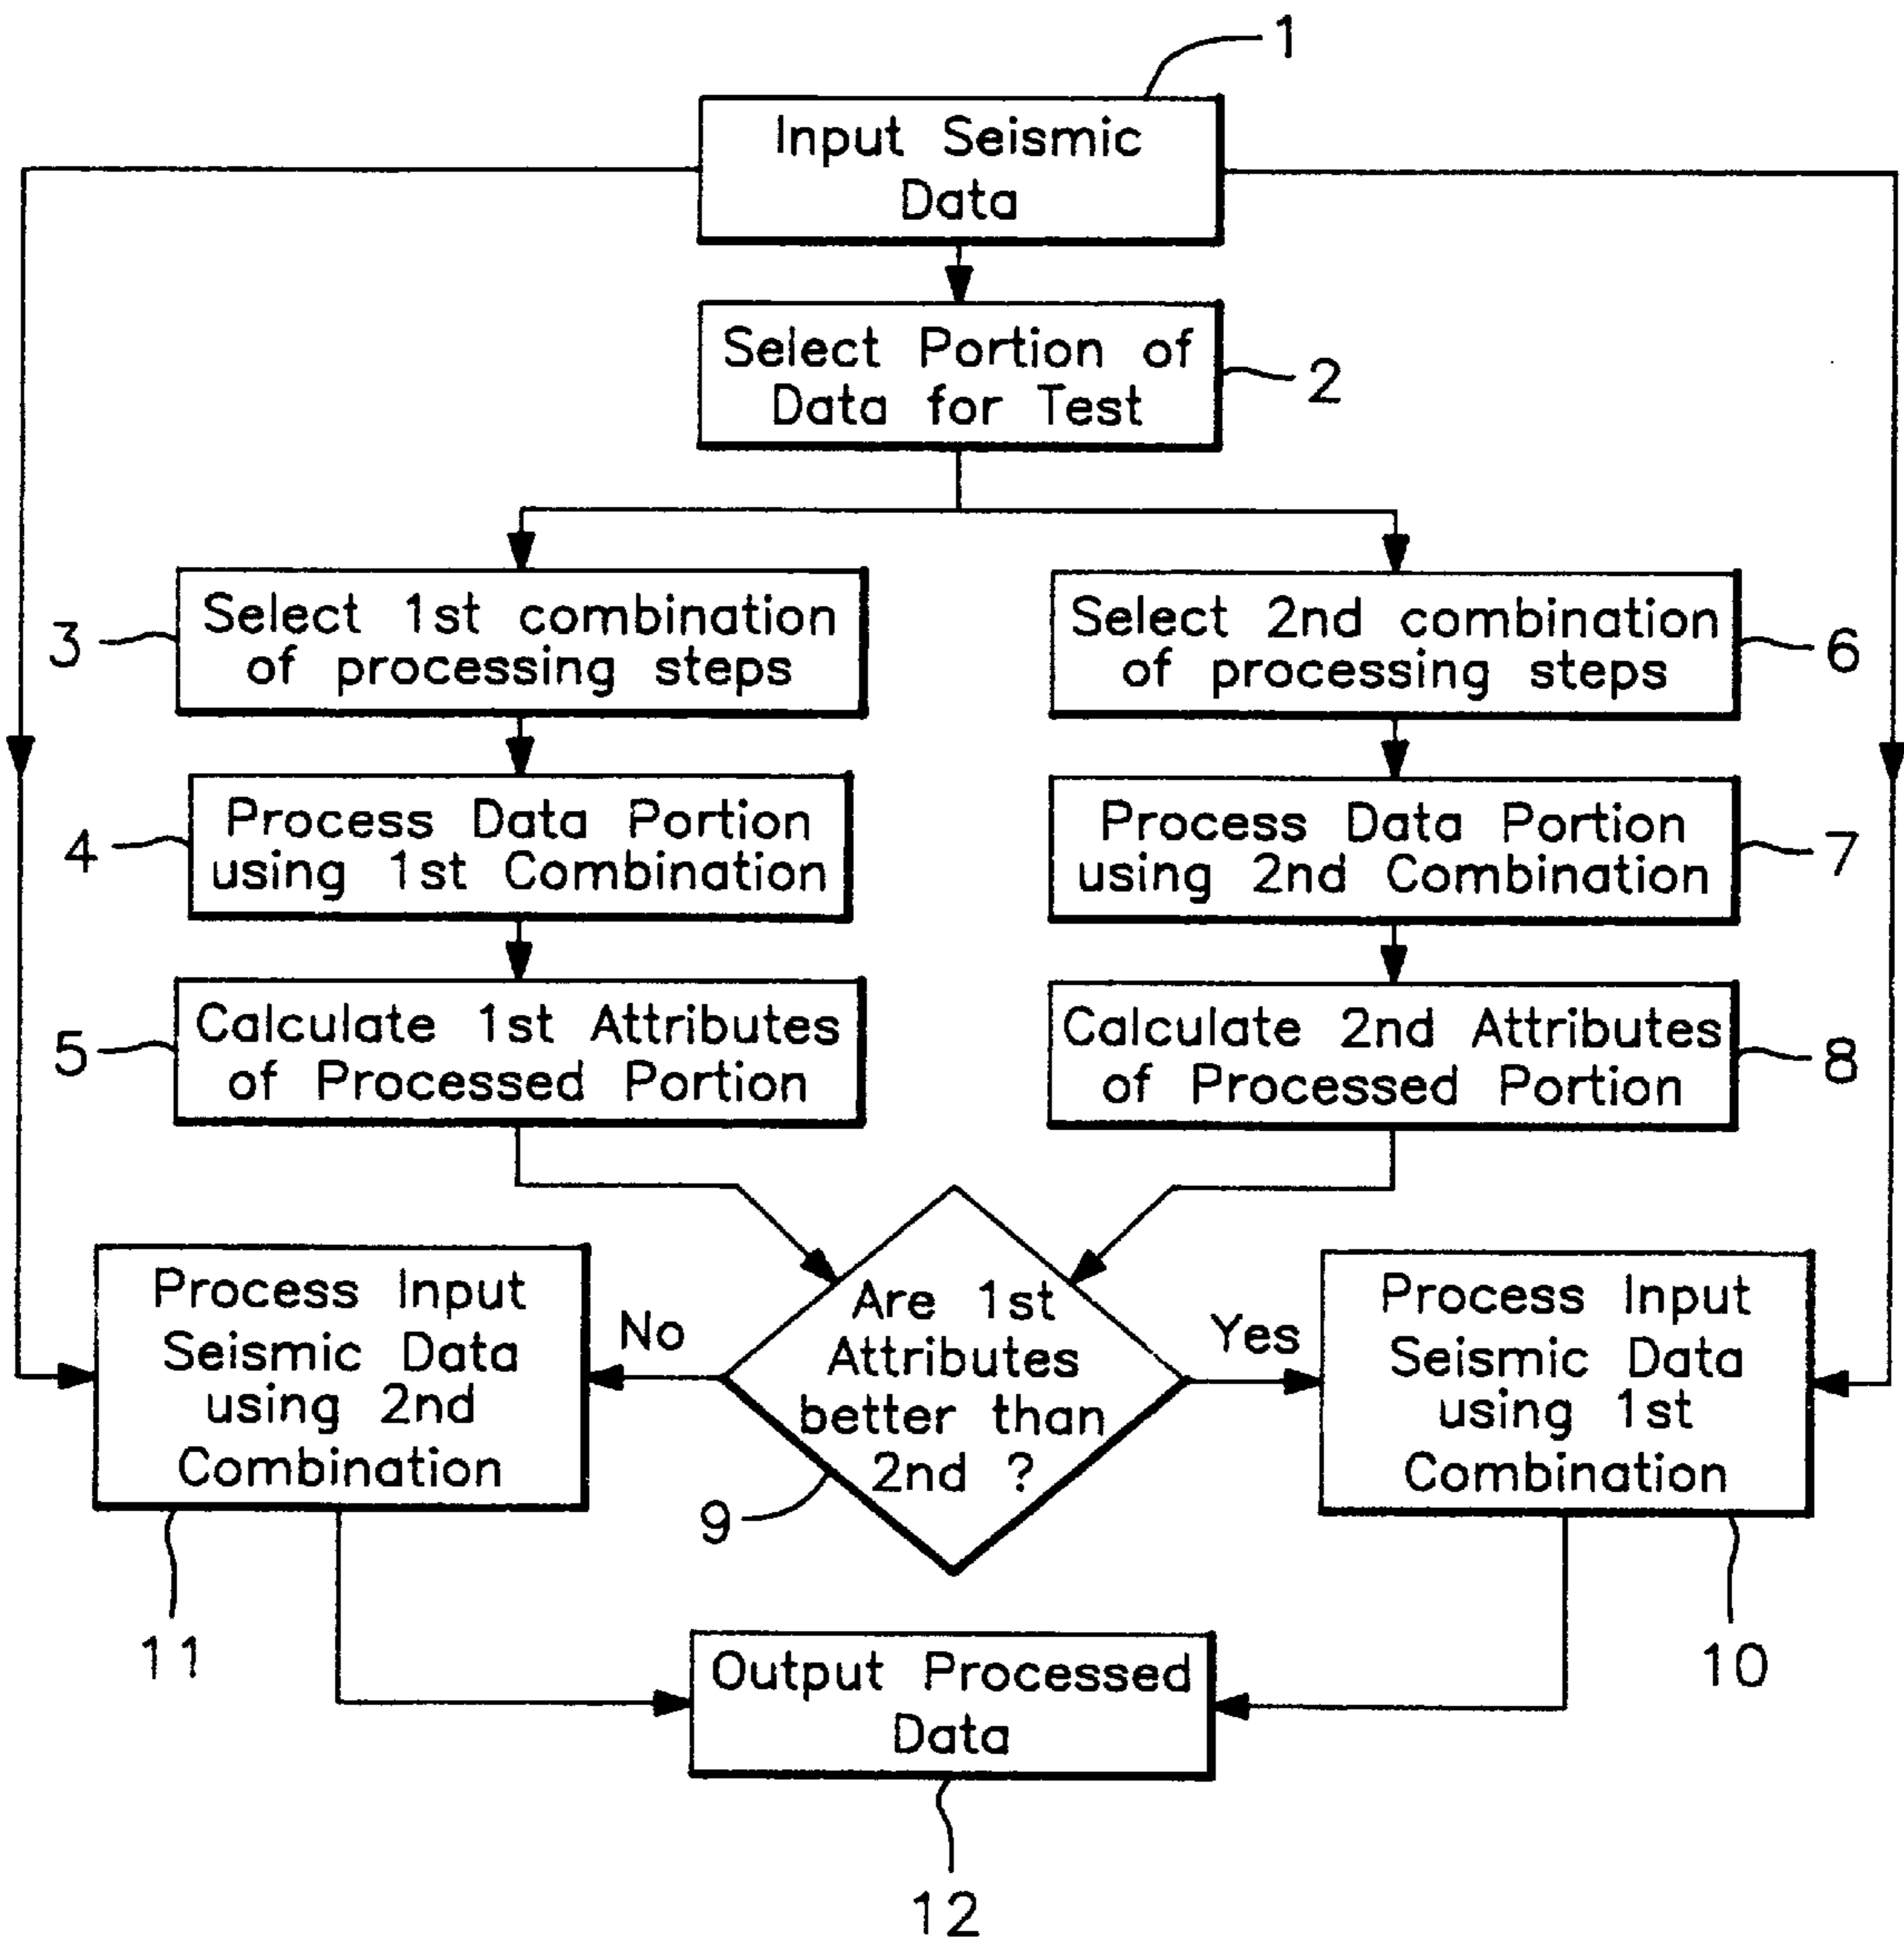 1
Input Seismic
Data
Select Portion of
Data for Test
2
3
Select 1st combination
of processing steps
Select 2nd combination
of processing steps
6
4
Process Data Portion
using 1st Combination
Process Data Portion
using 2nd Combination
7
5
Calculate 1st Attributes
of Processed Portion
Calculate 2nd Attributes
of Processed Portion
8
Process Input
Seismic Data
using 2nd
Combination
No
Are 1st
Attributes
better than
2nd ?
Yes
Process Input
Seismic Data
using 1st
Combination
9
11
10
Output Processed
Data
12